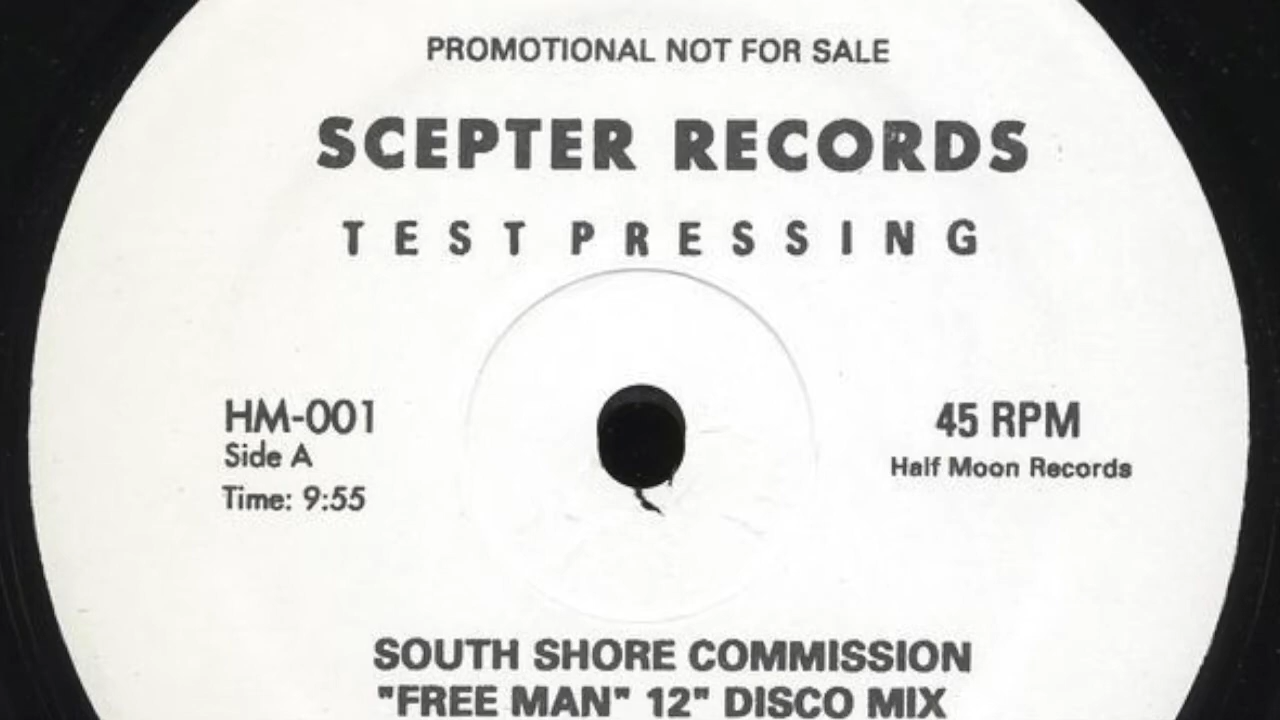 PROMOTIONAL NOT FOR SALE
SCEPTER RECORDS
TEST PRESSING
HM-001
Side A
Time: 9:55
45 RPM
Half Moon Records
SOUTH SHORE COMMISSION
"FREE MAN" 12" DISCO MIX